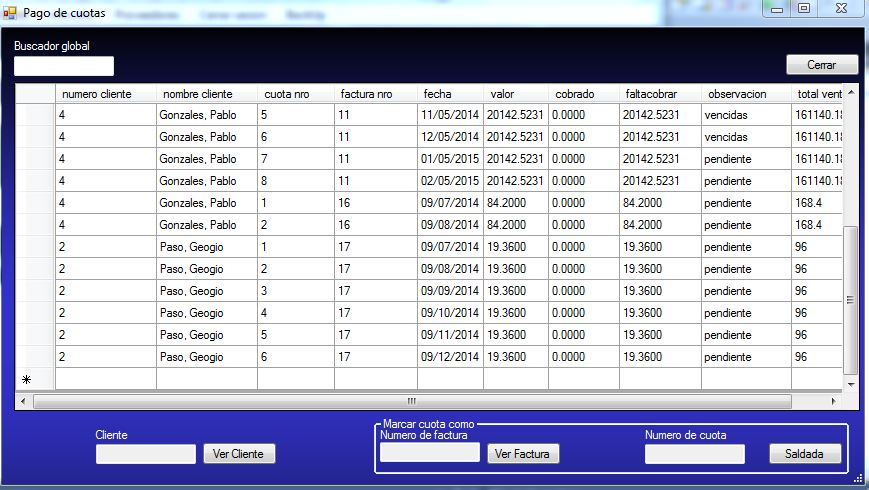 Proveedores Cerrar sesion BackUp
Pago de cuotas
Buscador global
Cerrar
numero cliente nombre cliente cuota nro factura nro fecha valor cobrado faltacobrar observacion total vent
4 Gonzales, Pablo 5 11 11/05/2014 20142.5231 0.0000 20142.5231 vencidas 161140.18
4 Gonzales, Pablo 6 11 12/05/2014 20142.5231 0.0000 20142.5231 vencidas 161140.18
4 Gonzales, Pablo 7 11 01/05/2015 20142.5231 0.0000 20142.5231 pendiente 161140.18
4 Gonzales, Pablo 8 11 02/05/2015 20142.5231 0.0000 20142.5231 pendiente 161140.18
4 Gonzales, Pablo 1 16 09/07/2014 84.2000 0.0000 84.2000 pendiente 168.4
4 Gonzales, Pablo 2 16 09/08/2014 84.2000 0.0000 84.2000 pendiente 168.4
2 Paso, Geogio 1 17 09/07/2014 19.3600 0.0000 19.3600 pendiente 96
2 Paso, Geogio 2 17 09/08/2014 19.3600 0.0000 19.3600 pendiente 96
2 Paso, Geogio 3 17 09/09/2014 19.3600 0.0000 19.3600 pendiente 96
2 Paso, Geogio 4 17 09/10/2014 19.3600 0.0000 19.3600 pendiente 96
2 Paso, Geogio 5 17 09/11/2014 19.3600 0.0000 19.3600 pendiente 96
2 Paso, Geogio 6 17 09/12/2014 19.3600 0.0000 19.3600 pendiente 96
Marcar cuota como
Cliente Numero de factura Numero de cuota
Ver Cliente Ver Factura Saldada